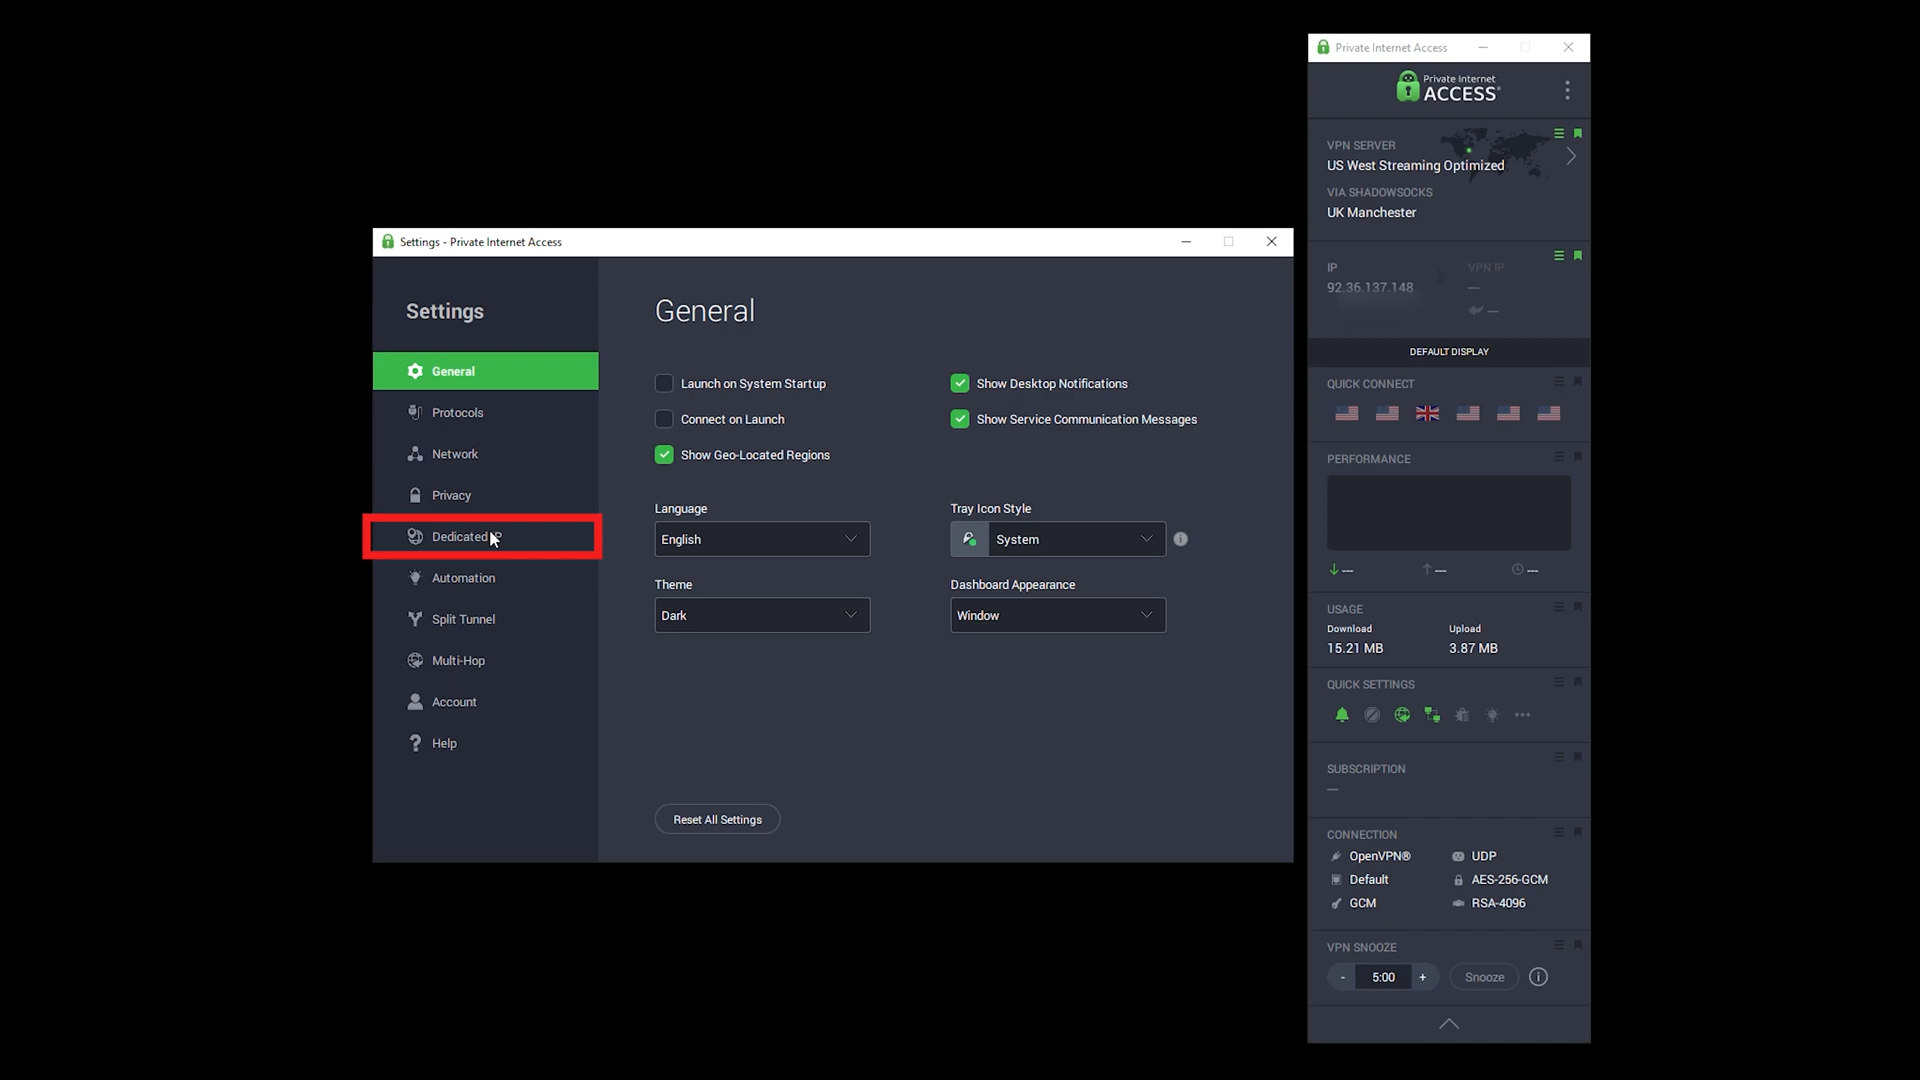 Private Internet Access
Private Internet
ACCESS®
VPN SERVER
US West Streaming Optimized
VIA SHADOWSOCKS
UK Manchester
IP
92.36.137.148
VPN IP
---
---
DEFAULT DISPLAY
QUICK CONNECT
PERFORMANCE
---
---
---
USAGE
Download
15.21 MB
Upload
3.87 MB
QUICK SETTINGS
SUBSCRIPTION
---
CONNECTION
OpenVPN®
UDP
Default
AES-256-GCM
GCM
RSA-4096
VPN SNOOZE
- 5:00 +
Snooze
Settings - Private Internet Access
Settings
General
Protocols
Network
Privacy
Dedicated IP
Automation
Split Tunnel
Multi-Hop
Account
Help
General
Launch on System Startup
Connect on Launch
Show Geo-Located Regions
Show Desktop Notifications
Show Service Communication Messages
Language
English
Tray Icon Style
System
Theme
Dark
Dashboard Appearance
Window
Reset All Settings